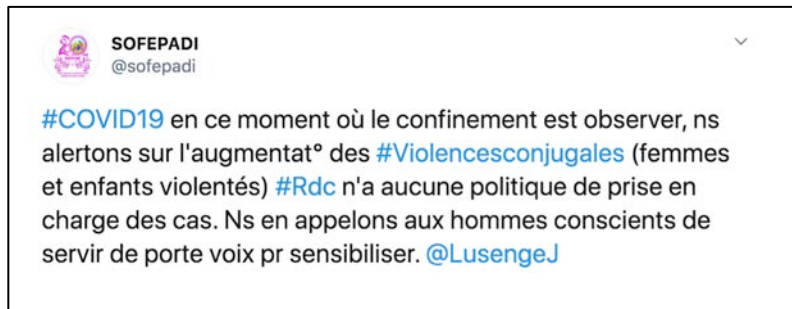 SOFEPADI
@sofepadi
#COVID19 en ce moment où le confinement est observer, ns
alertons sur l'augmentat° des #Violencesconjugales (femmes
et enfants violentés) #Rdc n'a aucune politique de prise en
charge des cas. Ns en appelons aux hommes conscients de
servir de porte voix pr sensibiliser. @LusengeJ